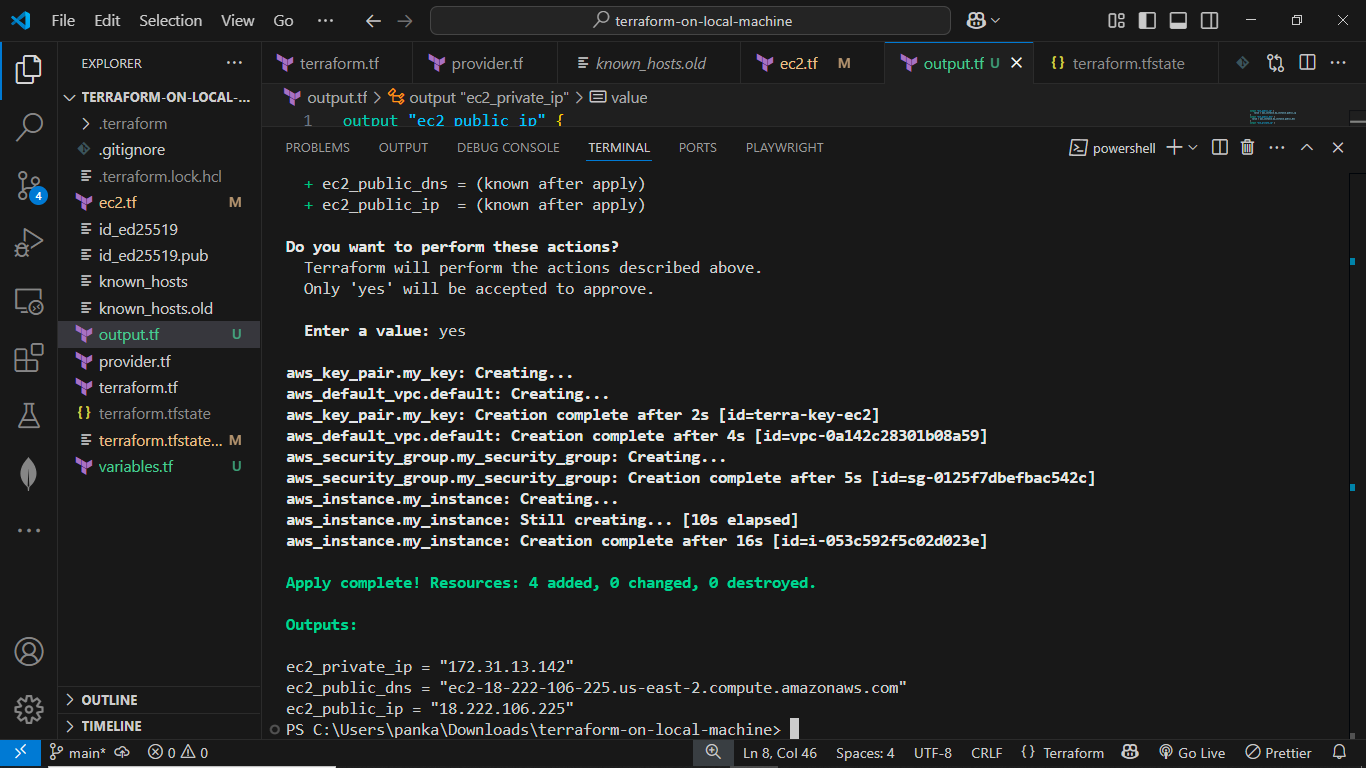 File Edit Selection View Go ··· terraform-on-local-machine
EXPLORER ···
TERRAFORM-ON-LOCAL-...
.terraform
.gitignore
.terraform.lock.hcl
ec2.tf M
id_ed25519
id_ed25519.pub
known_hosts
known_hosts.old
output.tf U
provider.tf
terraform.tf
{} terraform.tfstate
terraform.tfstate... M
variables.tf U
OUTLINE
TIMELINE
4
terraform.tf provider.tf known_hosts.old ec2.tf M output.tf U {} terraform.tfstate ···
output.tf > output "ec2_private_ip" > value
1 output "ec2_public_ip" {
PROBLEMS OUTPUT DEBUG CONSOLE TERMINAL PORTS PLAYWRIGHT powershell ···
+ ec2_public_dns = (known after apply)
+ ec2_public_ip  = (known after apply)
Do you want to perform these actions?
Terraform will perform the actions described above.
Only 'yes' will be accepted to approve.
Enter a value: yes
aws_key_pair.my_key: Creating...
aws_default_vpc.default: Creating...
aws_key_pair.my_key: Creation complete after 2s [id=terra-key-ec2]
aws_default_vpc.default: Creation complete after 4s [id=vpc-0a142c28301b08a59]
aws_security_group.my_security_group: Creating...
aws_security_group.my_security_group: Creation complete after 5s [id=sg-0125f7dbefbac542c]
aws_instance.my_instance: Creating...
aws_instance.my_instance: Still creating... [10s elapsed]
aws_instance.my_instance: Creation complete after 16s [id=i-053c592f5c02d023e]
Apply complete! Resources: 4 added, 0 changed, 0 destroyed.
Outputs:
ec2_private_ip = "172.31.13.142"
ec2_public_dns = "ec2-18-222-106-225.us-east-2.compute.amazonaws.com"
ec2_public_ip = "18.222.106.225"
PS C:\Users\panka\Downloads\terraform-on-local-machine>
main* 0 0 Ln 8, Col 46 Spaces: 4 UTF-8 CRLF {} Terraform Go Live Prettier